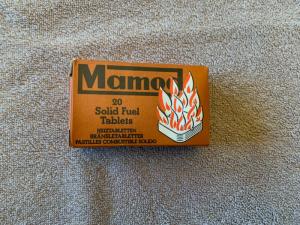 Mamod
20
Solid Fuel
Tablets
HEIZTABLETTEN
BRÄNSLETABLETTER
PASTILLES COMBUSTIBLE SOLIDO